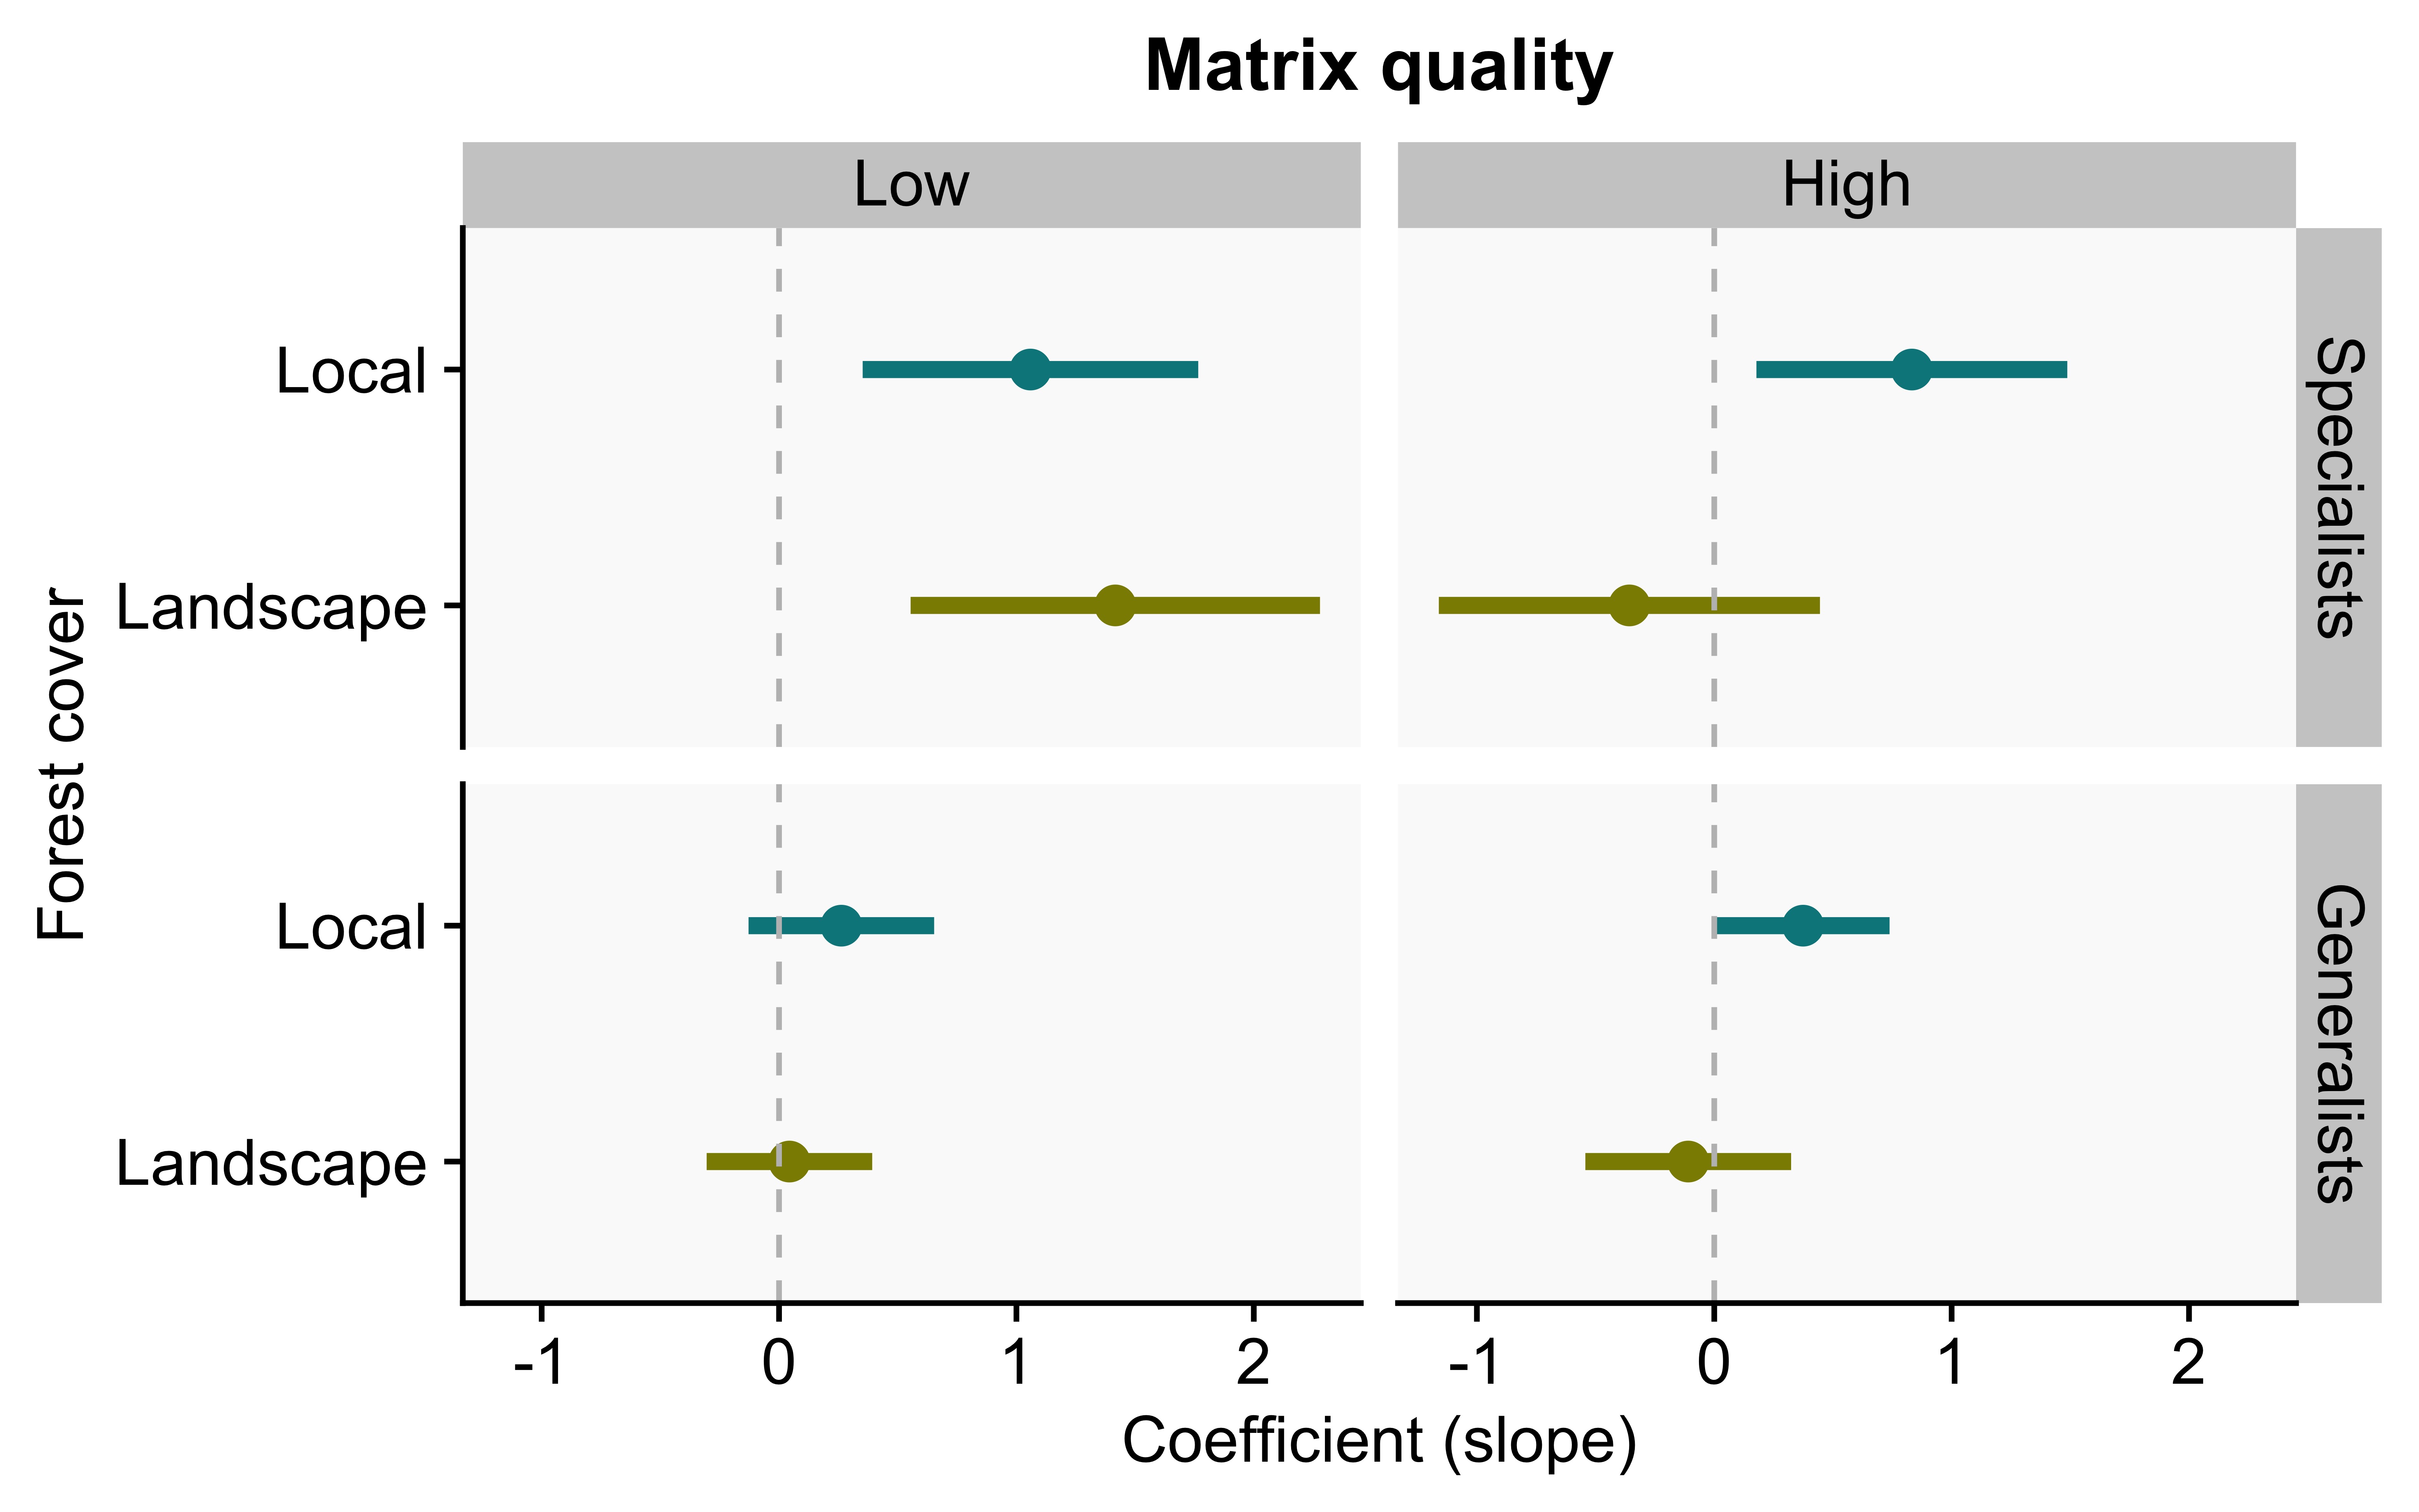 Matrix quality
Low
High
Local
Landscape
Specialists
Forest cover
Local
Landscape
Generalists
-1 0 1 2
-1 0 1 2
Coefficient (slope)